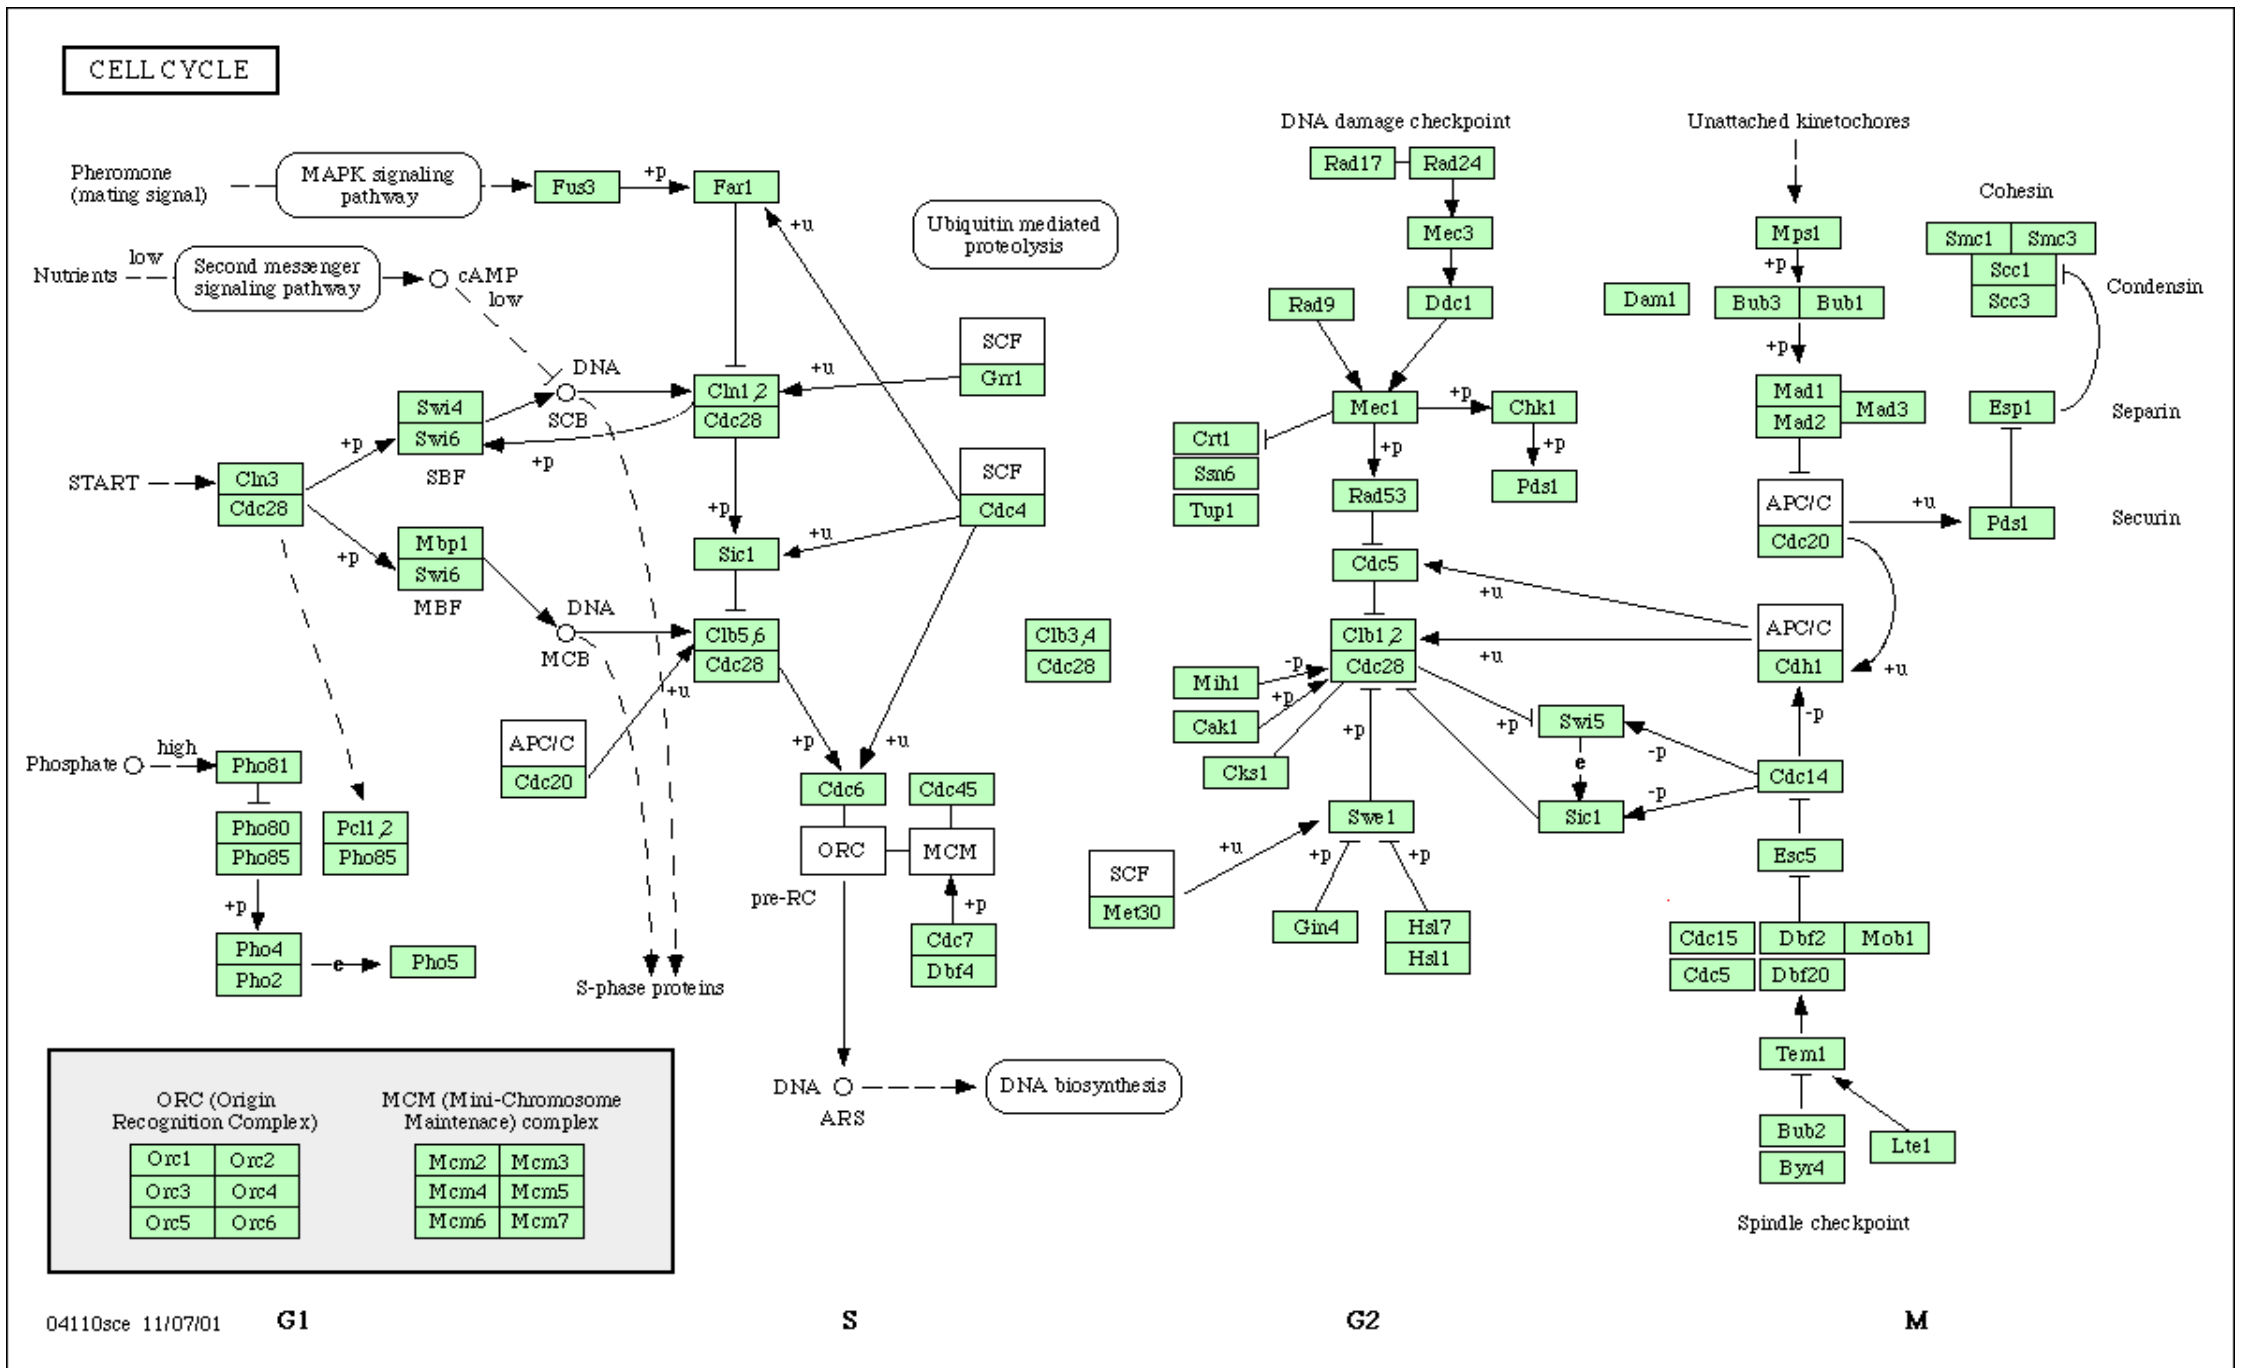 CELL CYCLE
DNA damage checkpoint
Unattached kinetochores
Pheromone
(mating signal)
MAPK signaling
pathway
Fus3
+p
Far1
+u
Ubiquitin mediated
proteolysis
Rad17
Rad24
Mec3
Rad9
Ddc1
Mps1
+p
Cohesin
Smc1
Smc3
Scc1
Scc3
Condensin
Dam1
Bub3
Bub1
+p
Nutrients
low
Second messenger
signaling pathway
cAMP
low
SCF
Grr1
+u
DNA
SCB
Cln1,2
Cdc28
Swi4
Swi6
SBF
+p
+p
START
Cln3
Cdc28
+p
Mbp1
Swi6
MBF
SCF
Cdc4
+p
+u
Sic1
DNA
MCB
Clb5,6
Cdc28
+u
Clb3,4
Cdc28
APC/C
Cdc20
+p
+u
Phosphate
high
Pho81
Pho80
Pho85
Pcl1,2
Pho85
+p
Pho4
Pho2
e
Pho5
S-phase proteins
Cdc6
Cdc45
ORC
MCM
pre-RC
+p
Cdc7
Dbf4
DNA
ARS
DNA biosynthesis
Mec1
+p
Chk1
Crt1
Ssn6
Tup1
+p
+p
Rad53
Pds1
Cdc5
+u
Clb1,2
Cdc28
+u
Mih1
-p
Cak1
+p
Cks1
+p
+p
Swi5
e
Sic1
-p
-p
Swe1
+u
SCF
Met30
+p
+p
Gin4
Hsl7
Hsl1
Mad1
Mad2
Mad3
Esp1
Separin
APC/C
Cdc20
+u
Pds1
Securin
APC/C
Cdh1
+u
-p
Cdc14
Esc5
Cdc15
Dbf2
Mob1
Cdc5
Dbf20
Tem1
Bub2
Byr4
Lte1
Spindle checkpoint
ORC (Origin
Recognition Complex)
Orc1
Orc2
Orc3
Orc4
Orc5
Orc6
MCM (Mini-Chromosome
Maintenace) complex
Mcm2
Mcm3
Mcm4
Mcm5
Mcm6
Mcm7
04110sce 11/07/01
G1
S
G2
M